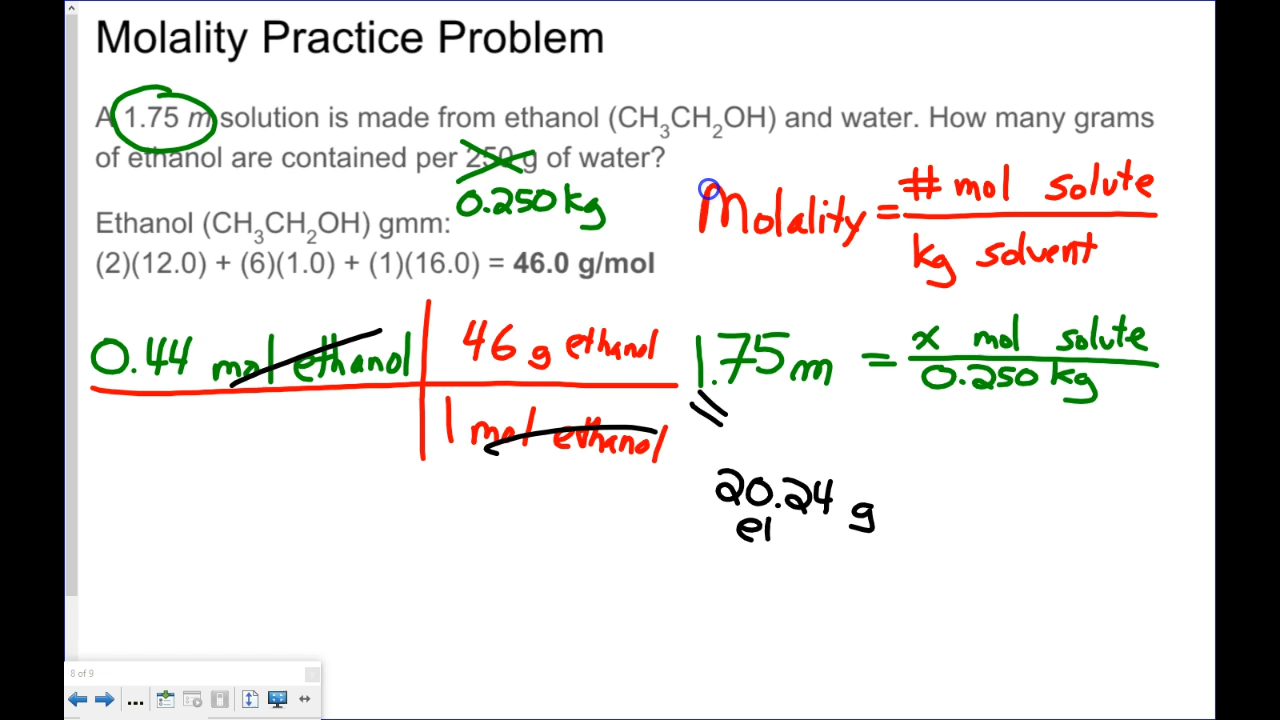 Molality Practice Problem
A 1.75 m solution is made from ethanol (CH₃CH₂OH) and water. How many grams
of ethanol are contained per 250 g of water?
0.250 kg
Molality = # mol solute
kg solvent
Ethanol (CH₃CH₂OH) gmm:
(2)(12.0) + (6)(1.0) + (1)(16.0) = 46.0 g/mol
0.44 mol ethanol 46 g ethanol
1 mol ethanol
1.75 m = x mol solute
0.250 kg
20.24 g
8 of 9